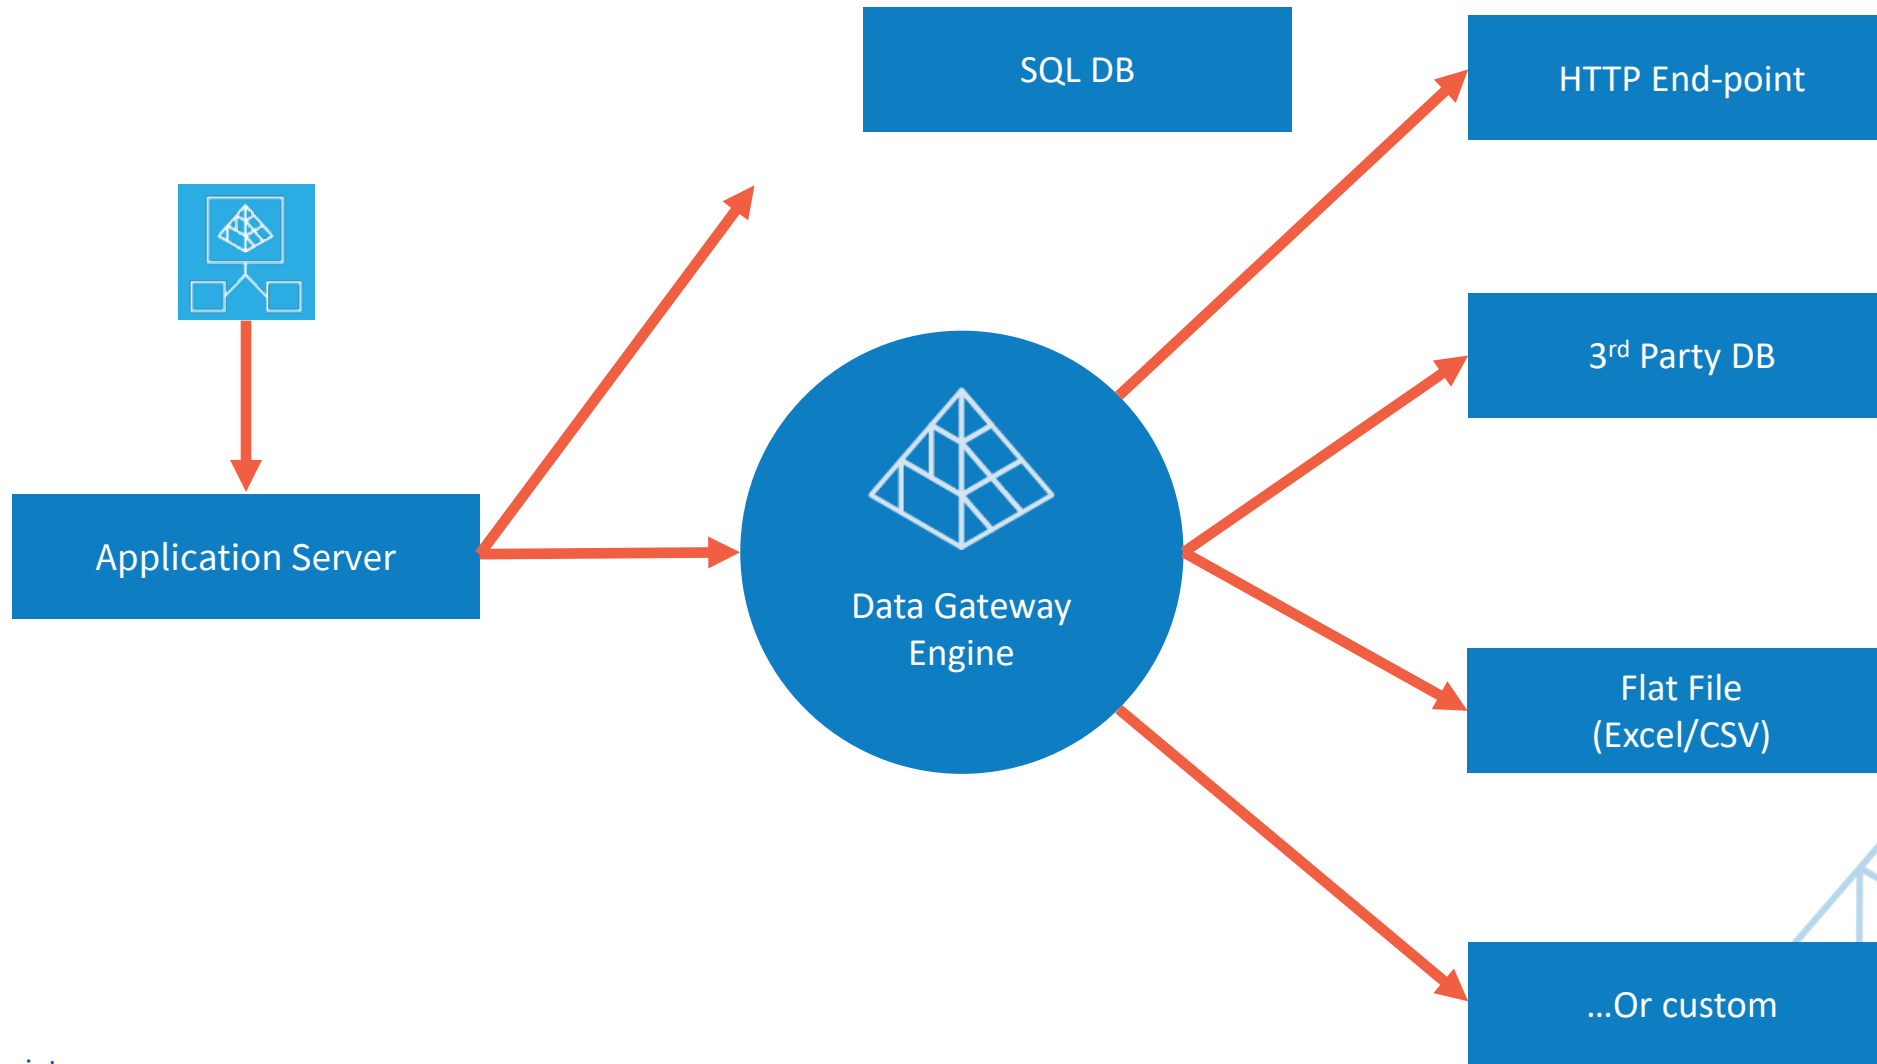 SQL DB
HTTP End-point
3rd Party DB
Application Server
Data Gateway
Engine
Flat File
(Excel/CSV)
...Or custom